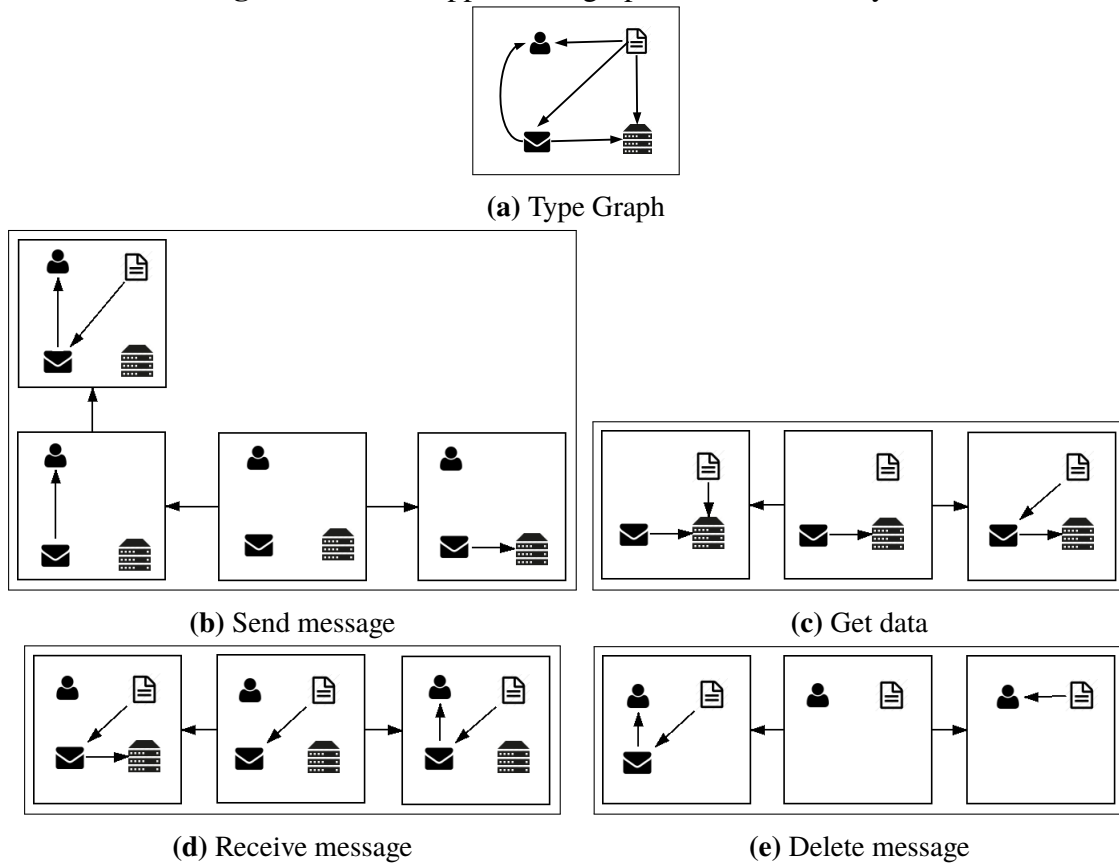 (a) Type Graph
(b) Send message
(c) Get data
(d) Receive message
(e) Delete message